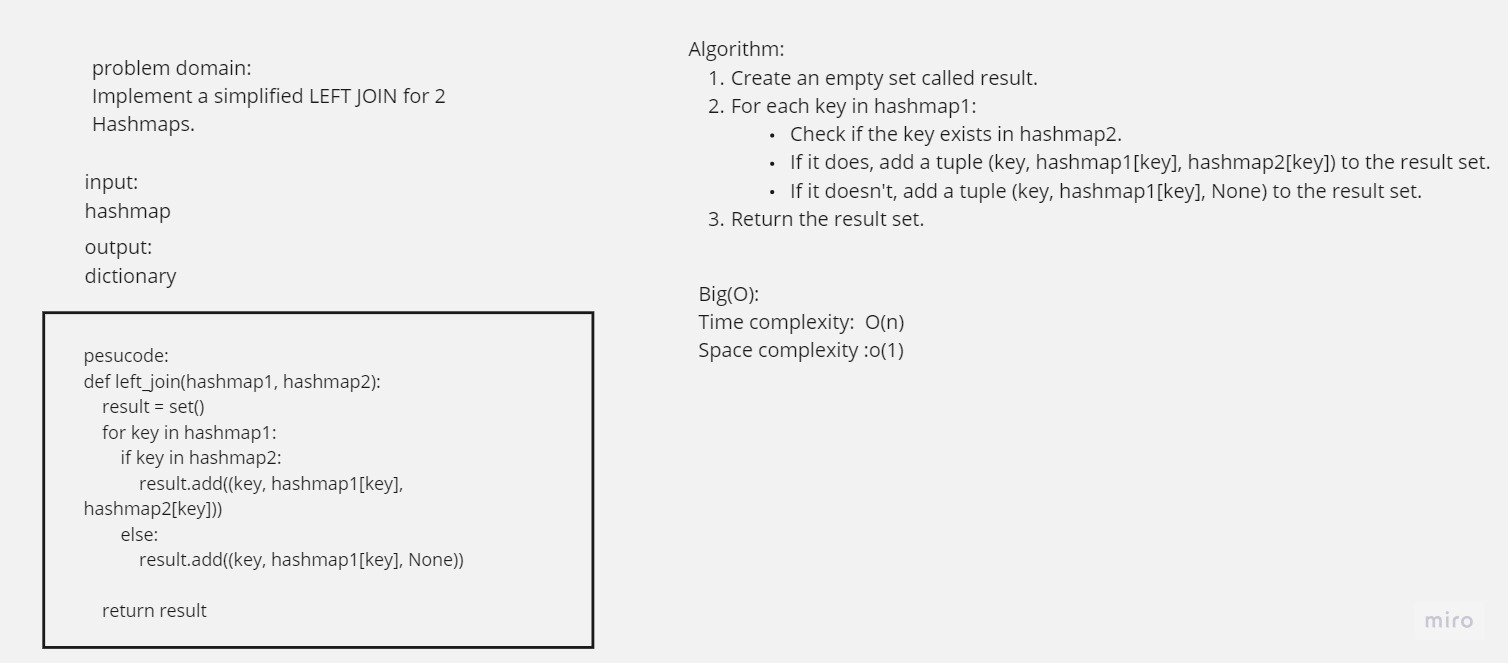 problem domain:
Implement a simplified LEFT JOIN for 2
Hashmaps.
input:
hashmap
output:
dictionary
pesucode:
def left_join(hashmap1, hashmap2):
result = set()
for key in hashmap1:
if key in hashmap2:
result.add((key, hashmap1[key],
hashmap2[key]))
else:
result.add((key, hashmap1[key], None))
return result
Algorithm:
1. Create an empty set called result.
2. For each key in hashmap1:
• Check if the key exists in hashmap2.
• If it does, add a tuple (key, hashmap1[key], hashmap2[key]) to the result set.
• If it doesn't, add a tuple (key, hashmap1[key], None) to the result set.
3. Return the result set.
Big(O):
Time complexity: O(n)
Space complexity :o(1)
miro